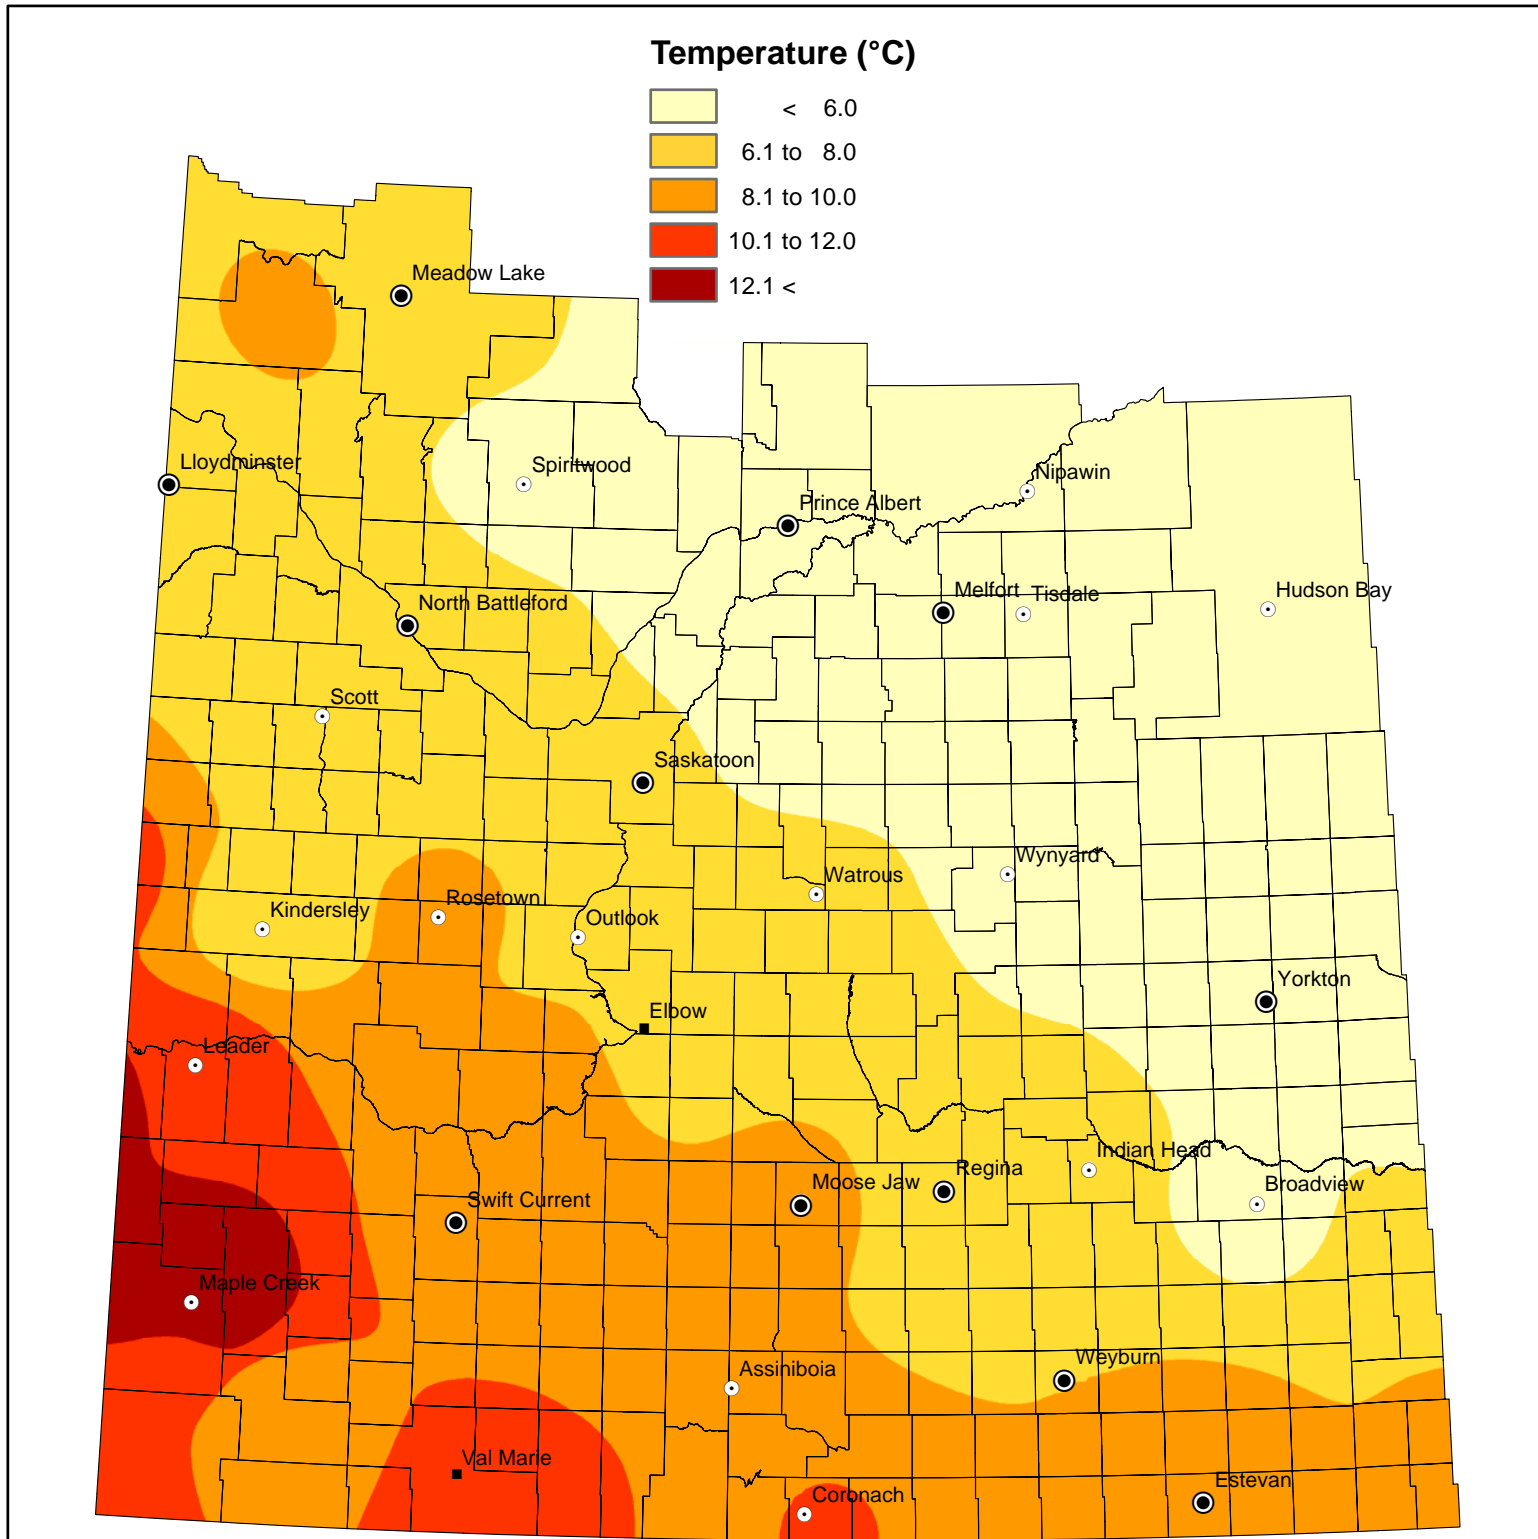 Temperature (°C)
< 6.0
6.1 to 8.0
8.1 to 10.0
10.1 to 12.0
12.1 <
Meadow Lake
Lloydminster
Spiritwood
Nipawin
Prince Albert
Hudson Bay
Melfort
Tisdale
North Battleford
Scott
Saskatoon
Wynyard
Watrous
Rosetown
Kindersley
Outlook
Yorkton
Elbow
Leader
Indian Head
Regina
Moose Jaw
Broadview
Swift Current
Maple Creek
Weyburn
Assiniboia
Val Marie
Estevan
Coronach